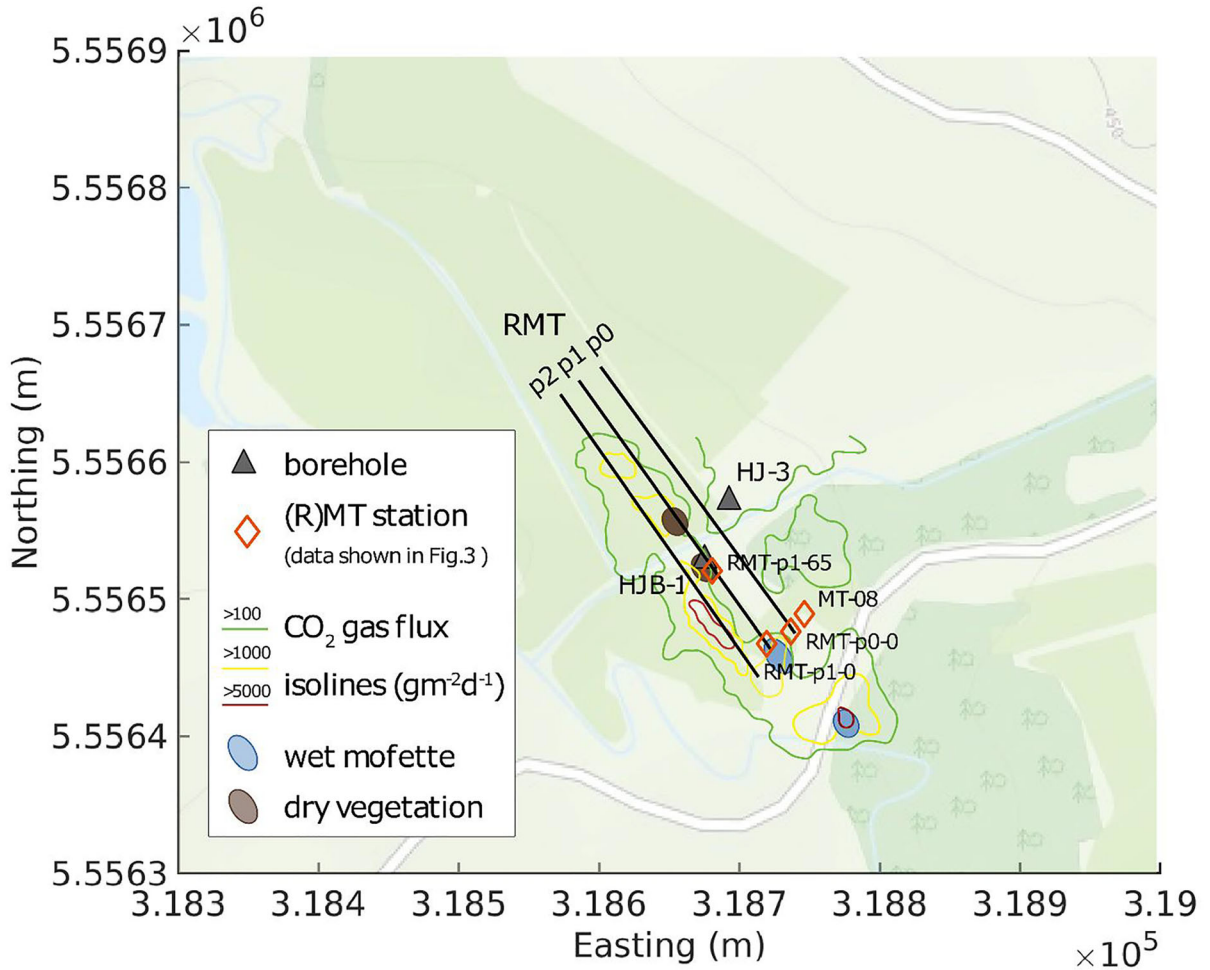 ×10⁶
5.5569
5.5568
5.5567
5.5566
5.5565
5.5564
5.5563
Northing (m)
450
RMT
p2 p1 p0
HJ-3
RMT-p1-65
HJB-1
MT-08
RMT-p0-0
RMT-p1-0
borehole
(R)MT station
(data shown in Fig.3 )
>100
CO₂ gas flux
>1000
isolines (gm⁻²d⁻¹)
>5000
wet mofette
dry vegetation
3.183 3.184 3.185 3.186 3.187 3.188 3.189 3.19
Easting (m)
×10⁵